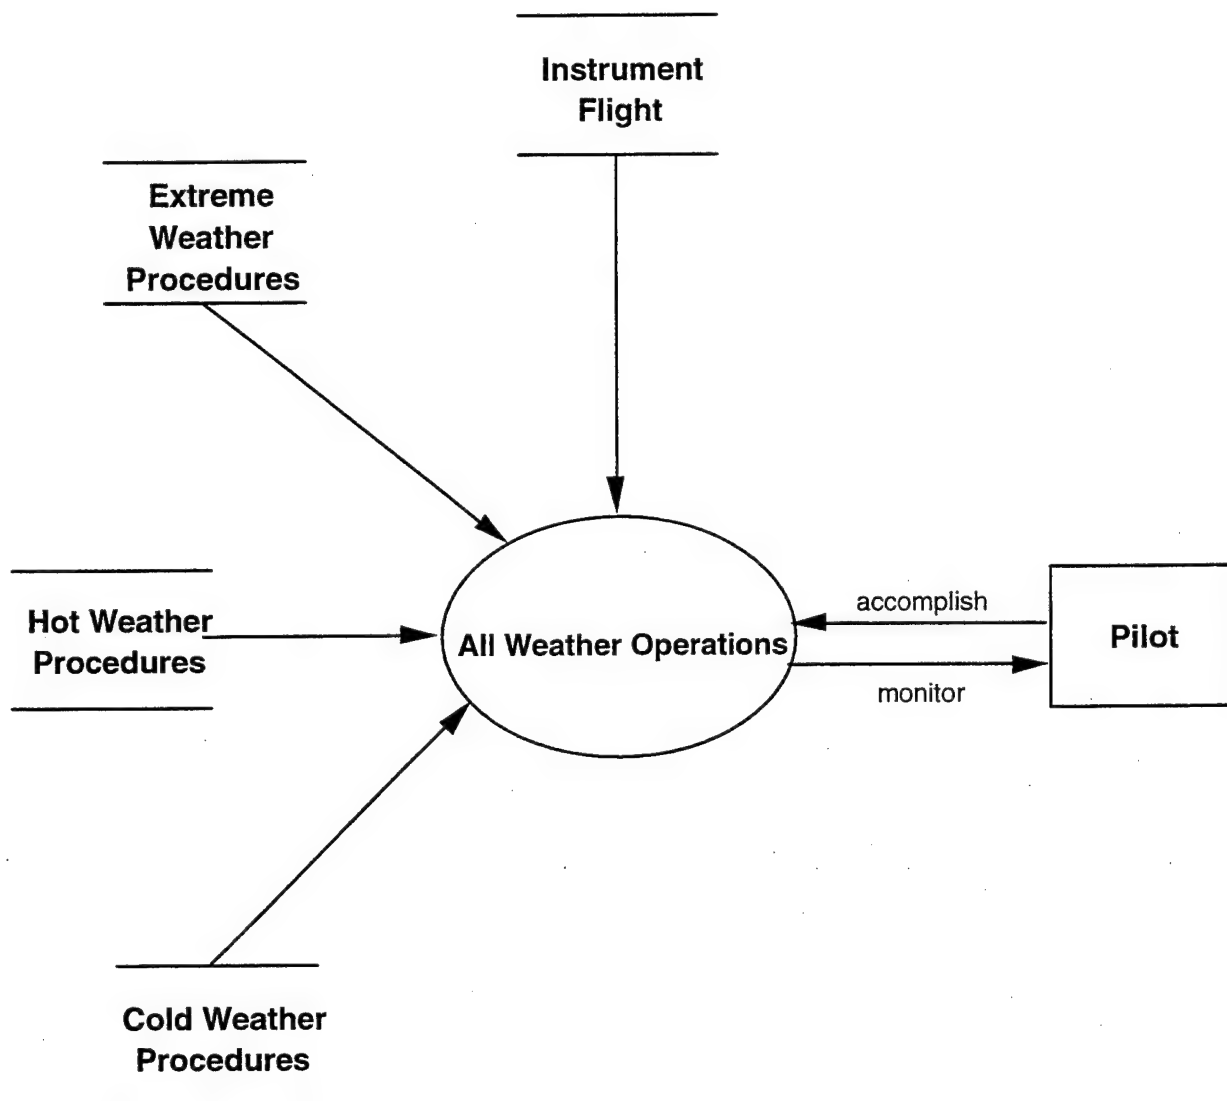 Instrument
Flight
Extreme
Weather
Procedures
Hot Weather
Procedures
All Weather Operations
accomplish
monitor
Pilot
Cold Weather
Procedures